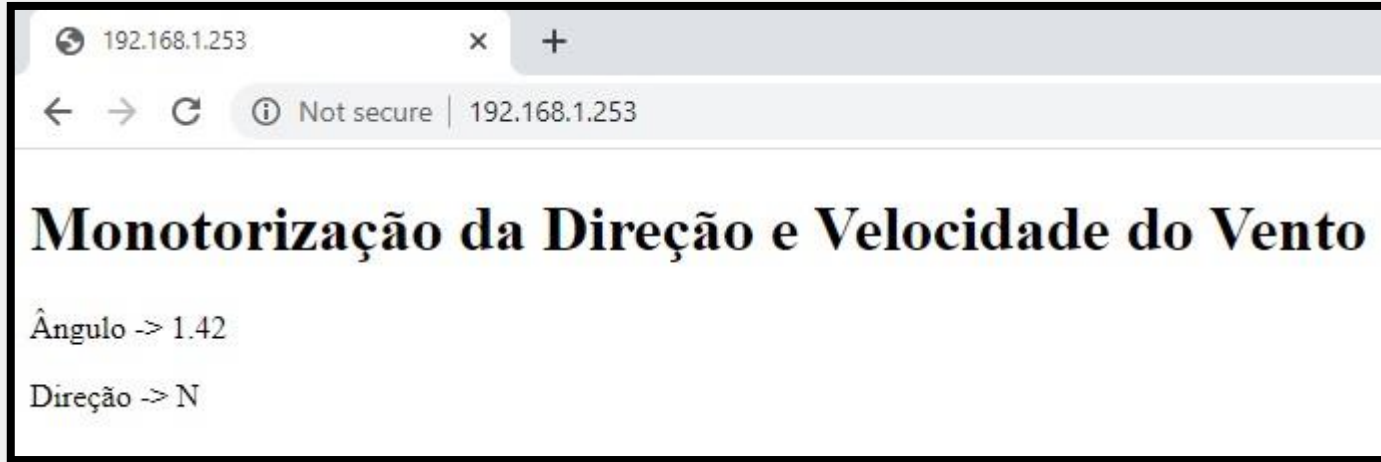 192.168.1.253
Not secure | 192.168.1.253
Monotorização da Direção e Velocidade do Vento
Ângulo -> 1.42
Direção -> N